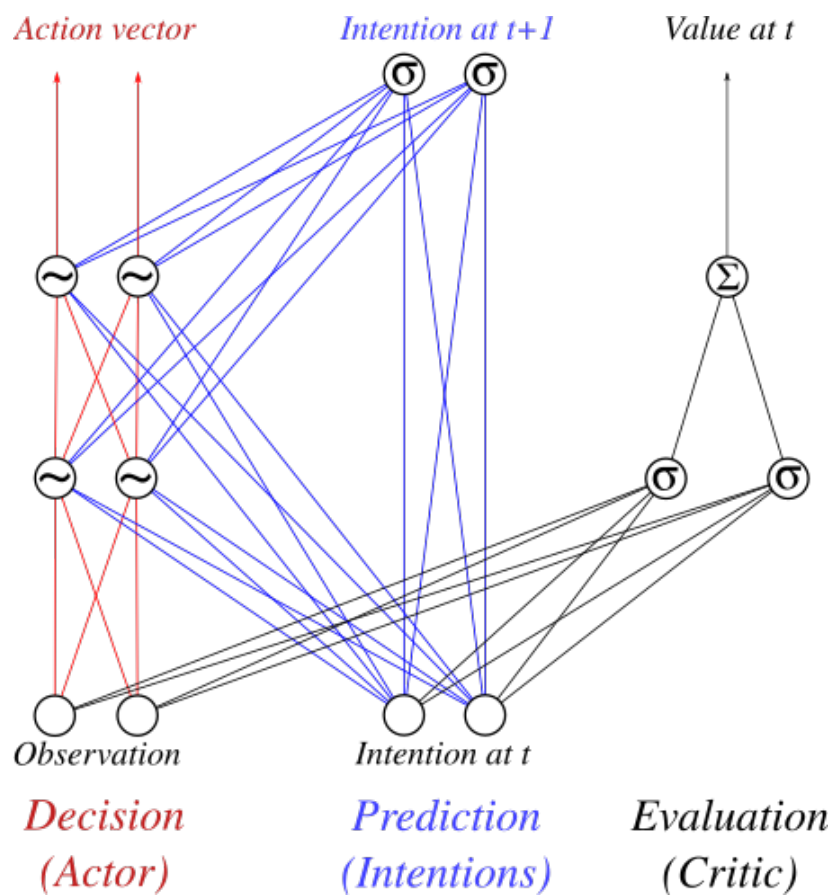 Action vector
Intention at t+1
Value at t
σ
σ
~
~
Σ
~
~
σ
σ
Observation
Intention at t
Decision
(Actor)
Prediction
(Intentions)
Evaluation
(Critic)